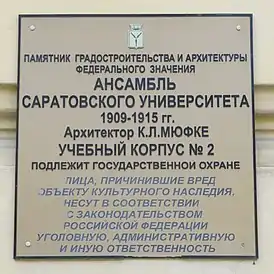 ПАМЯТНИК ГРАДОСТРОИТЕЛЬСТВА И АРХИТЕКТУРЫ
ФЕДЕРАЛЬНОГО ЗНАЧЕНИЯ
АНСАМБЛЬ
САРАТОВСКОГО УНИВЕРСИТЕТА
1909-1915 гг.
Архитектор К.Л.МЮФКЕ
УЧЕБНЫЙ КОРПУС № 2
ПОДЛЕЖИТ ГОСУДАРСТВЕННОЙ ОХРАНЕ
ЛИЦА, ПРИЧИНИВШИЕ ВРЕД
ОБЪЕКТУ КУЛЬТУРНОГО НАСЛЕДИЯ,
НЕСУТ В СООТВЕТСТВИИ
С ЗАКОНОДАТЕЛЬСТВОМ
РОССИЙСКОЙ ФЕДЕРАЦИИ
УГОЛОВНУЮ, АДМИНИСТРАТИВНУЮ
И ИНУЮ ОТВЕТСТВЕННОСТЬ